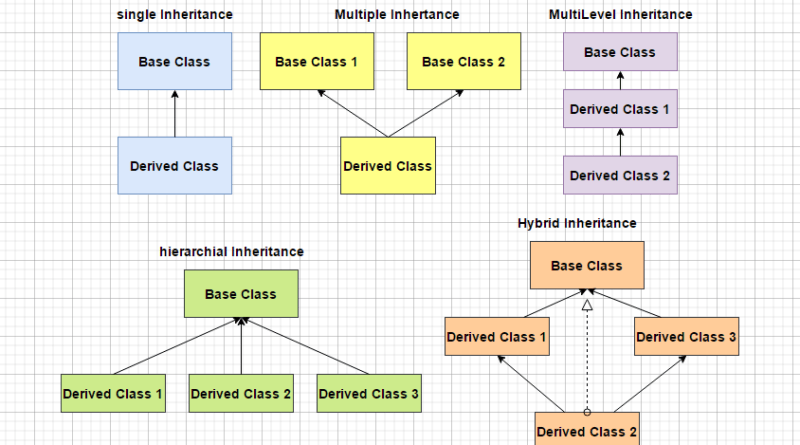 single Inheritance
Multiple Inhertance
MultiLevel Inheritance
Base Class
Base Class 1
Base Class 2
Base Class
Derived Class 1
Derived Class
Derived Class
Derived Class 2
Hybrid Inheritance
hierarchial Inheritance
Base Class
Base Class
Derived Class 1
Derived Class 3
Derived Class 1
Derived Class 2
Derived Class 3
Derived Class 2